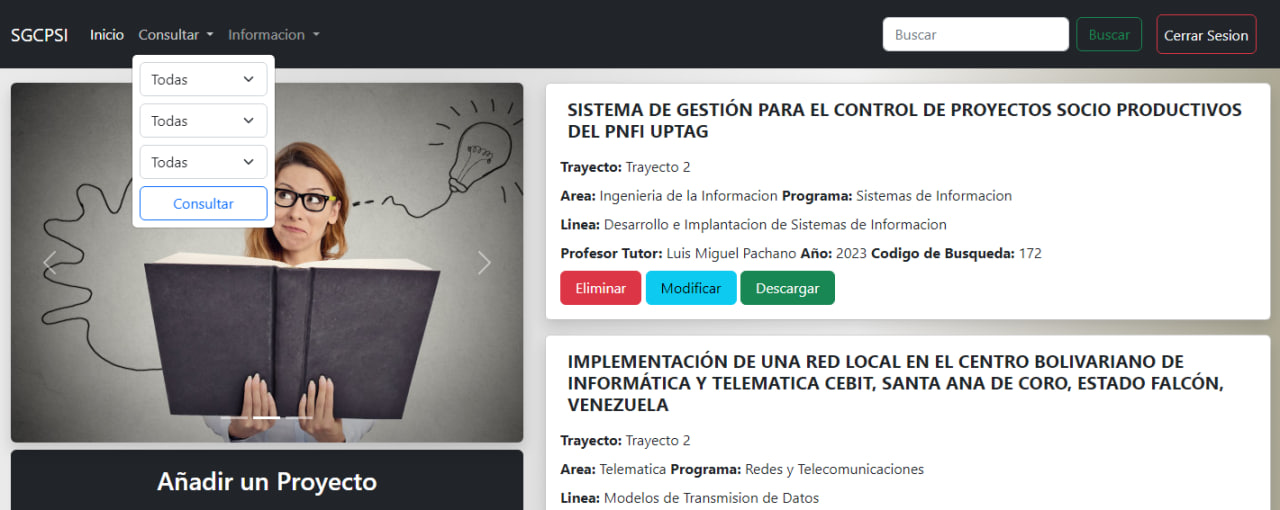 SGCPSI Inicio Consultar Informacion Buscar Buscar Cerrar Sesion
Todas
Todas
Todas
Consultar
Añadir un Proyecto
SISTEMA DE GESTIÓN PARA EL CONTROL DE PROYECTOS SOCIO PRODUCTIVOS
DEL PNFI UPTAG
Trayecto: Trayecto 2
Area: Ingenieria de la Informacion Programa: Sistemas de Informacion
Linea: Desarrollo e Implantacion de Sistemas de Informacion
Profesor Tutor: Luis Miguel Pachano Año: 2023 Codigo de Busqueda: 172
Eliminar Modificar Descargar
IMPLEMENTACIÓN DE UNA RED LOCAL EN EL CENTRO BOLIVARIANO DE
INFORMÁTICA Y TELEMATICA CEBIT, SANTA ANA DE CORO, ESTADO FALCÓN,
VENEZUELA
Trayecto: Trayecto 2
Area: Telematica Programa: Redes y Telecomunicaciones
Linea: Modelos de Transmision de Datos